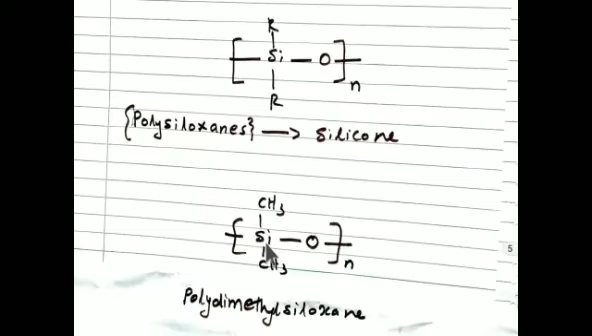 R
[ Si — O ]n
R
{Polysiloxanes} —> Silicone
CH3
[ Si — O ]n
CH3
Polydimethylsiloxane
5